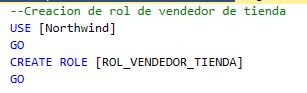 --Creacion de rol de vendedor de tienda
USE [Northwind]
GO
CREATE ROLE [ROL_VENDEDOR_TIENDA]
GO